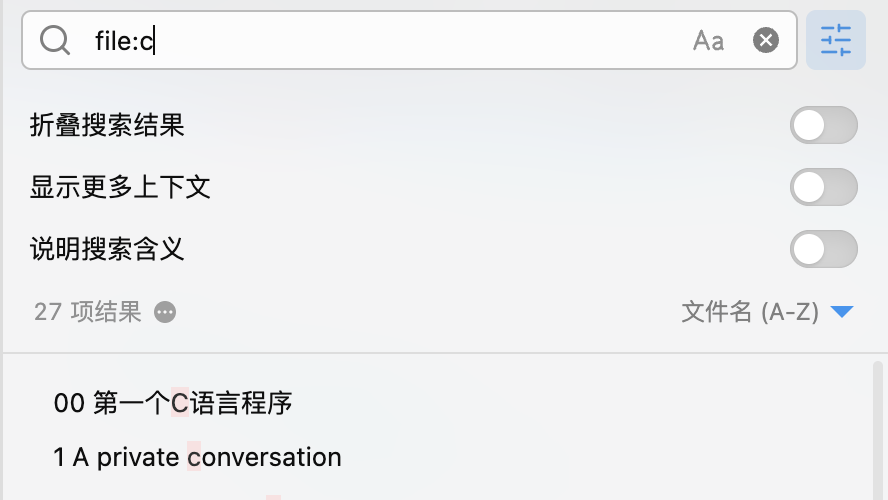 file:c Aa
折叠搜索结果
显示更多上下文
说明搜索含义
27 项结果 文件名 (A-Z)
00 第一个C语言程序
1 A private conversation